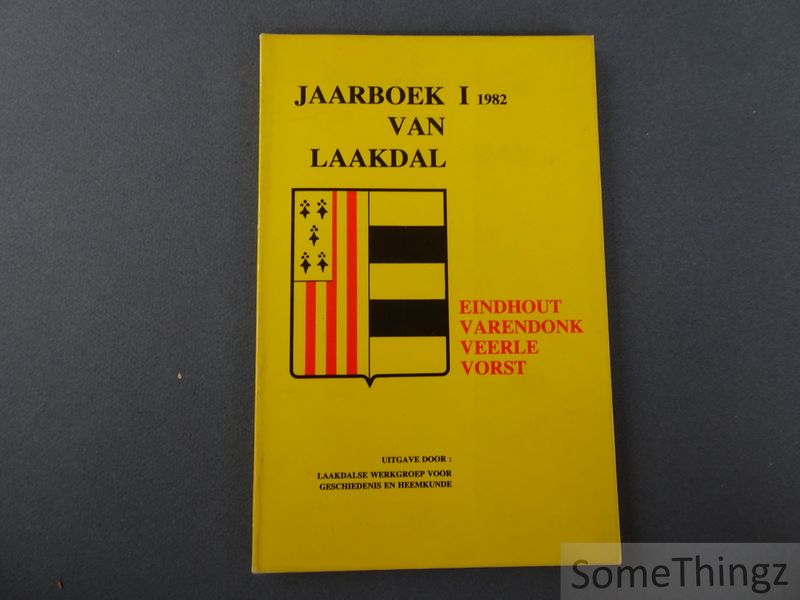 JAARBOEK I 1982
VAN
LAAKDAL
EINDHOUT
VARENDONK
VEERLE
VORST
UITGAVE DOOR :
LAAKDALSE WERKGROEP VOOR
GESCHIEDENIS EN HEEMKUNDE
SomeThingz